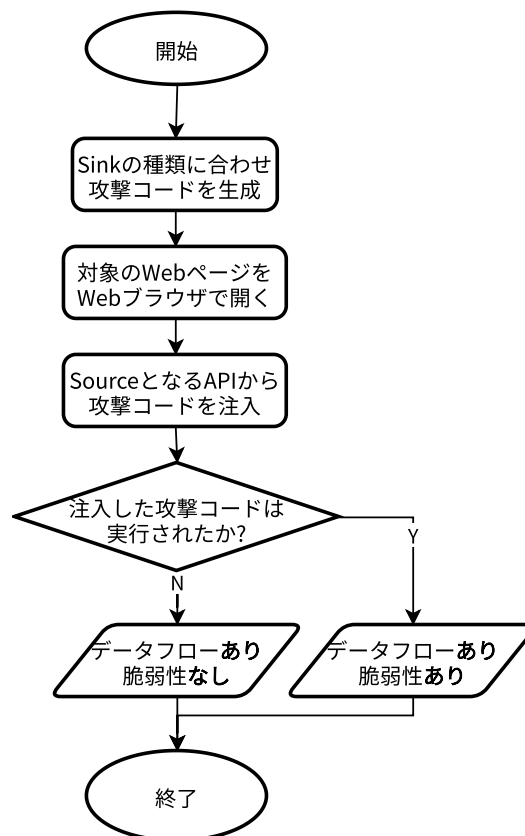 開始
Sinkの種類に合わせ
攻撃コードを生成
対象のWebページを
Webブラウザで開く
SourceとなるAPIから
攻撃コードを注入
注入した攻撃コードは
実行されたか?
Y
N
データフローあり
脆弱性なし
データフローあり
脆弱性あり
終了